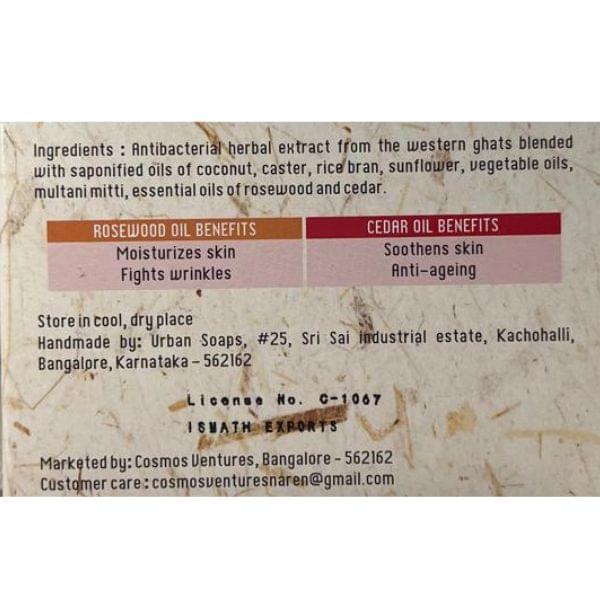 Ingredients : Antibacterial herbal extract from the western ghats blended
with saponified oils of coconut, caster, rice bran, sunflower, vegetable oils,
multani mitti, essential oils of rosewood and cedar.
ROSEWOOD OIL BENEFITS
Moisturizes skin
Fights wrinkles
CEDAR OIL BENEFITS
Soothens skin
Anti-ageing
Store in cool, dry place
Handmade by: Urban Soaps, #25, Sri Sai industrial estate, Kachohalli,
Bangalore, Karnataka - 562162
License No. C-1067
ISMATH EXPORTS
Marketed by: Cosmos Ventures, Bangalore - 562162
Customer care : cosmosventuresnaren@gmail.com